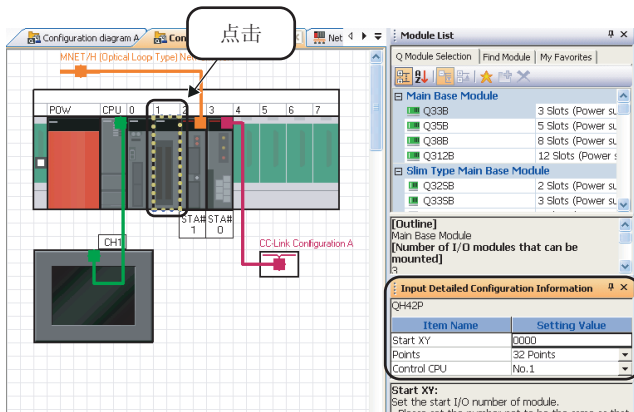 点击
Configuration diagram A
Con
Net
MNET/H (Optical Loop Type) Net
POW
CPU
0
1
2
3
4
5
6
7
STA#
1
STA#
0
CH1
CC-Link Configuration A
Module List
Q Module Selection
Find Module
My Favorites
Main Base Module
Q33B
3 Slots (Power su
Q35B
5 Slots (Power su
Q38B
8 Slots (Power su
Q312B
12 Slots (Power s
Slim Type Main Base Module
Q32SB
2 Slots (Power su
Q33SB
3 Slots (Power su
[Outline]
Main Base Module
[Number of I/O modules that can be
mounted]
3
Input Detailed Configuration Information
QH42P
Item Name
Setting Value
Start XY
0000
Points
32 Points
Control CPU
No.1
Start XY:
Set the start I/O number of module.